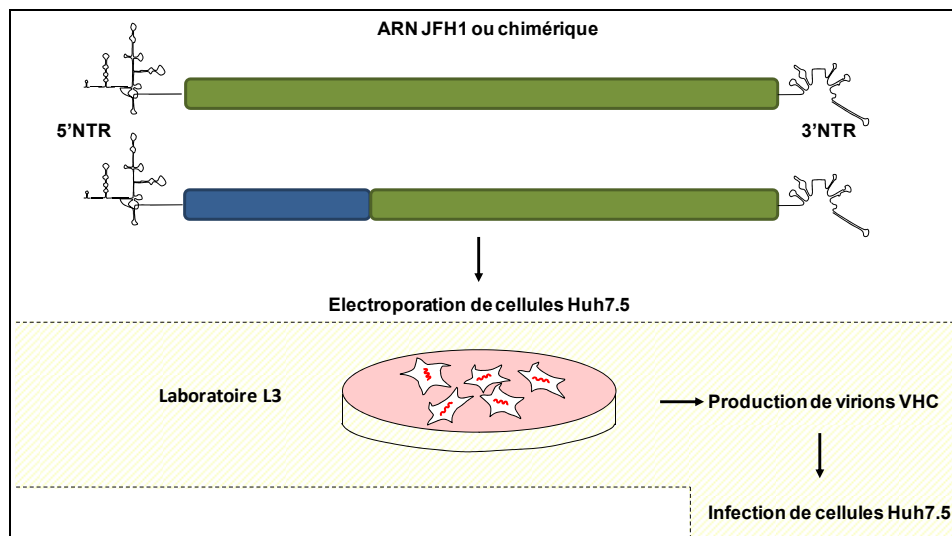 ARN JFH1 ou chimérique
5’NTR
3’NTR
Electroporation de cellules Huh7.5
Laboratoire L3
Production de virions VHC
Infection de cellules Huh7.5